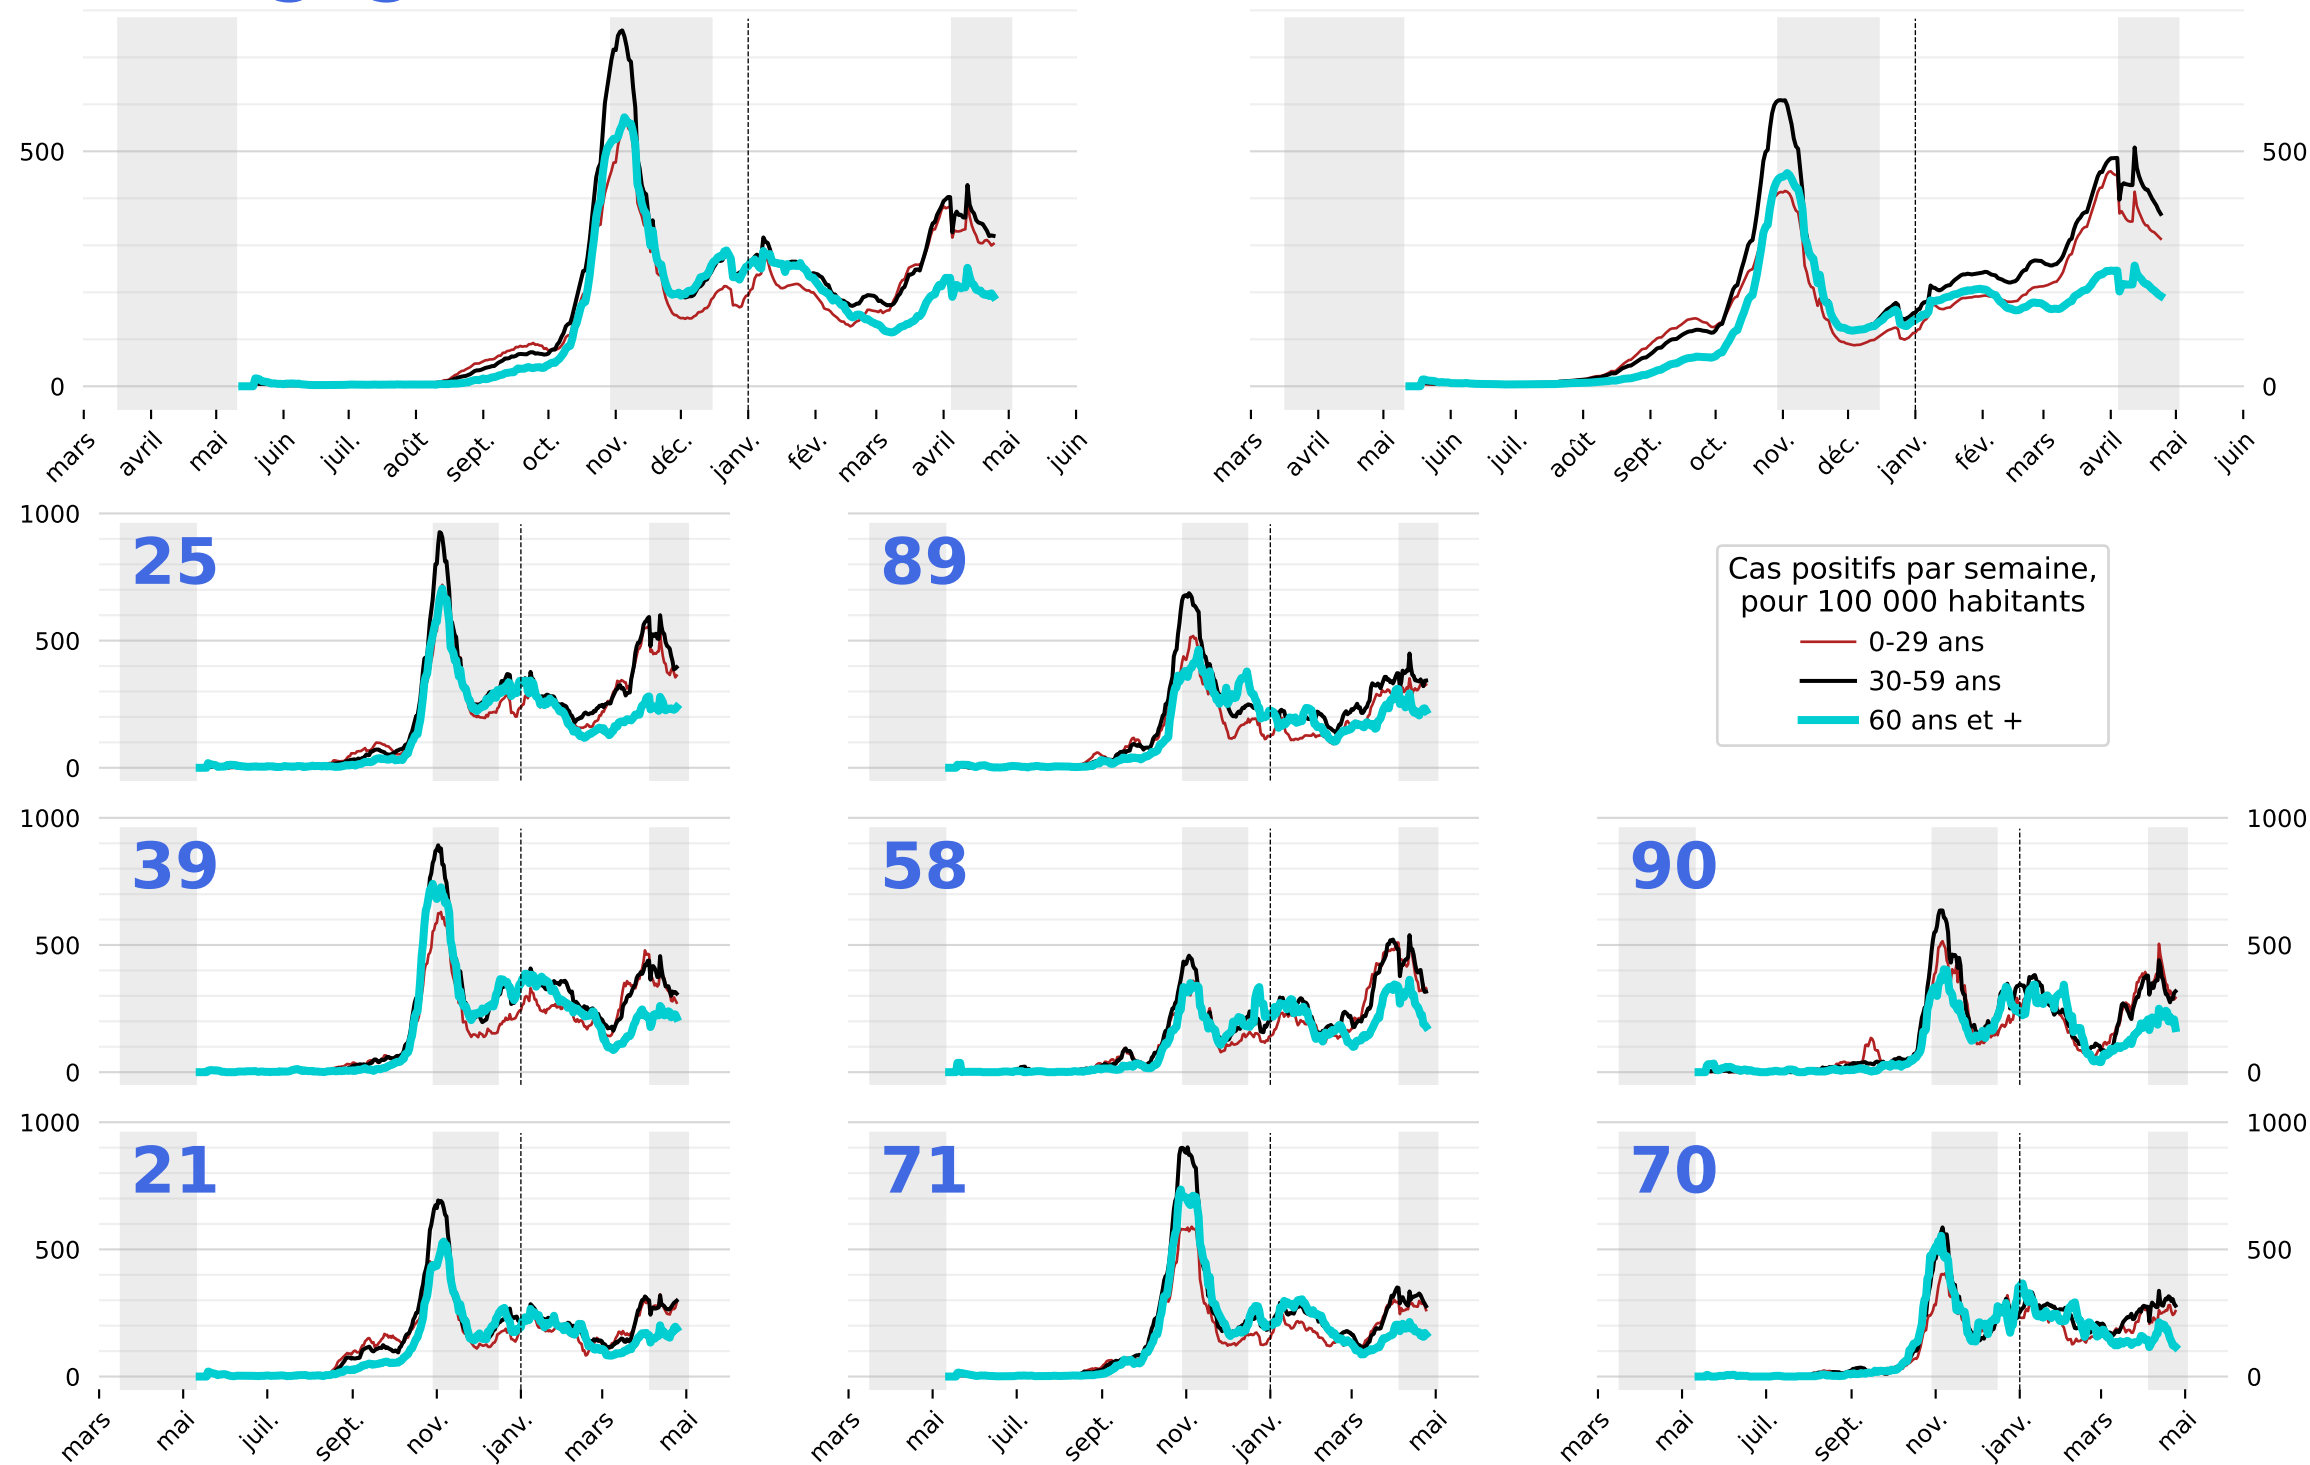 500
0
mars avril mai juin juil. août sept. oct. nov. déc. janv. fév. mars avril mai juin
500
0
mars avril mai juin juil. août sept. oct. nov. déc. janv. fév. mars avril mai juin
1000
500
0
25
89
Cas positifs par semaine,
pour 100 000 habitants
0-29 ans
30-59 ans
60 ans et +
1000
500
0
39
58
90
1000
500
0
1000
500
0
21
71
70
1000
500
0
mars mai juil. sept. nov. janv. mars mai
mars mai juil. sept. nov. janv. mars mai
mars mai juil. sept. nov. janv. mars mai